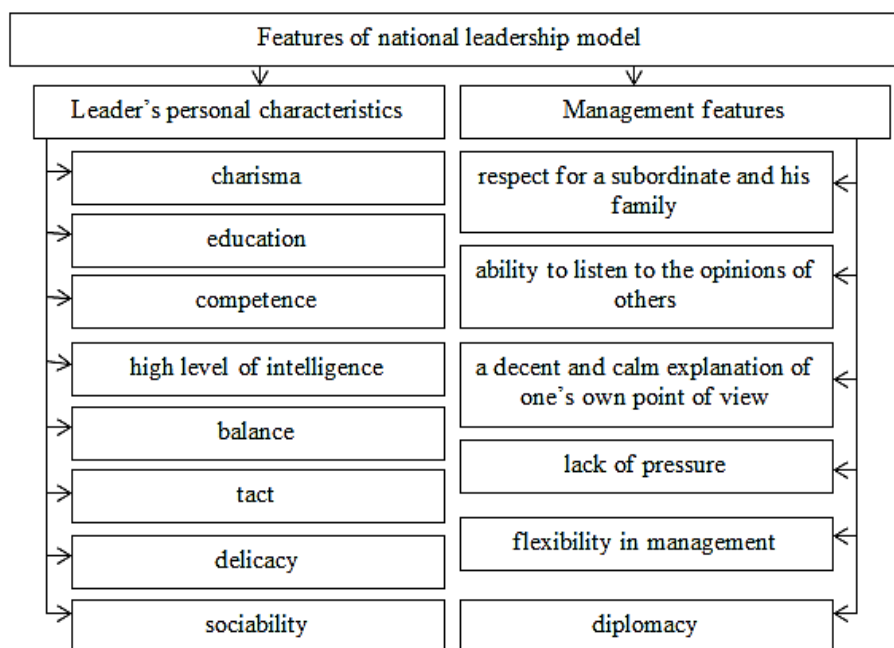 Features of national leadership model
Leader’s personal characteristics
charisma
education
competence
high level of intelligence
balance
tact
delicacy
sociability
Management features
respect for a subordinate and his
family
ability to listen to the opinions of
others
a decent and calm explanation of
one’s own point of view
lack of pressure
flexibility in management
diplomacy